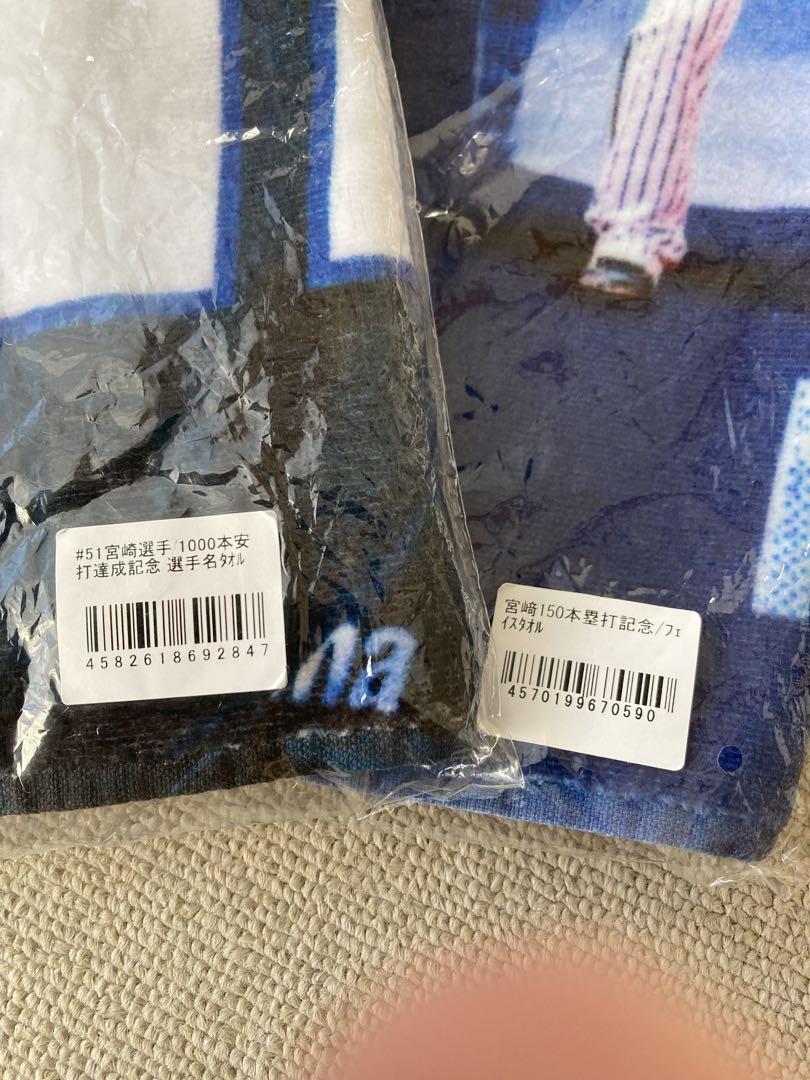 #51宮崎選手/1000本安
打達成記念 選手名ﾀｵﾙ
4582618692847
宮﨑150本塁打記念/ﾌｪ
ｲｽﾀｵﾙ
4570199670590